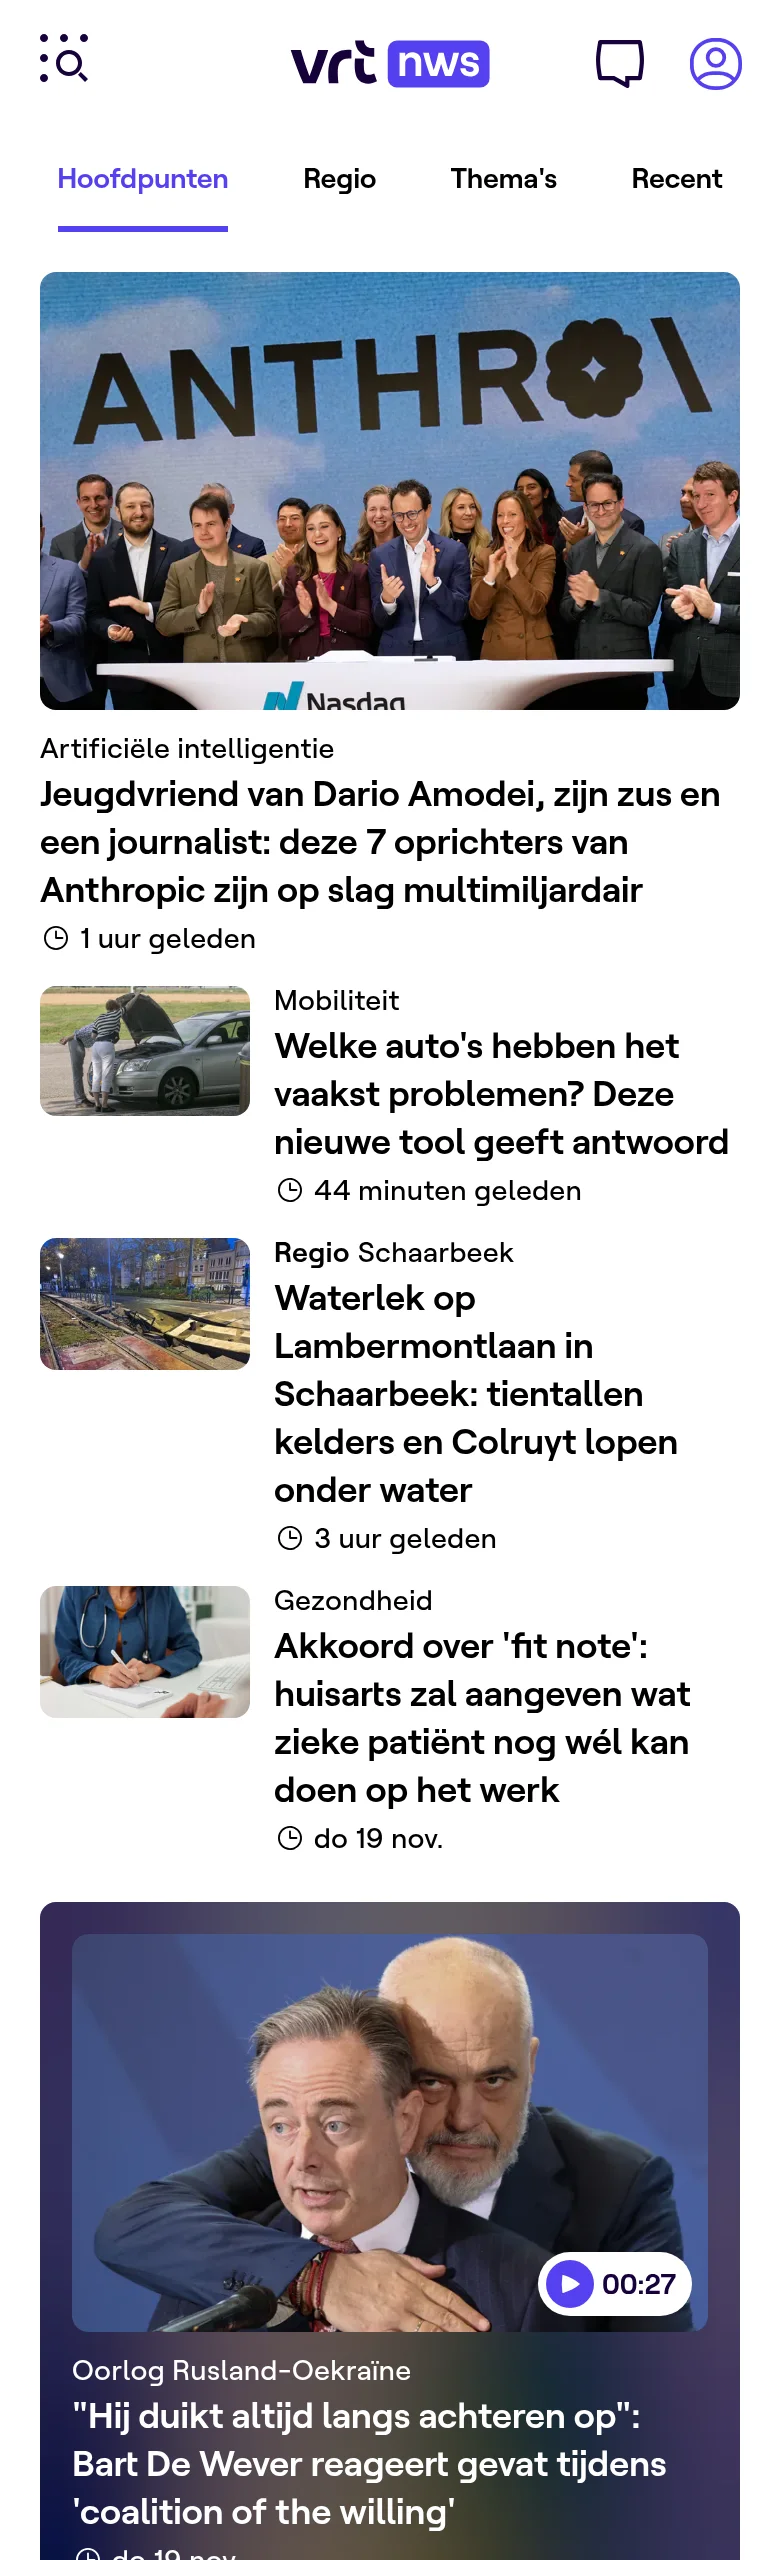 vrt nws
Hoofdpunten Regio Thema's Recent
ANTHROP\
Nasdaq
Artificiële intelligentie
Jeugdvriend van Dario Amodei, zijn zus en
een journalist: deze 7 oprichters van
Anthropic zijn op slag multimiljardair
1 uur geleden
Mobiliteit
Welke auto's hebben het
vaakst problemen? Deze
nieuwe tool geeft antwoord
44 minuten geleden
Regio Schaarbeek
Waterlek op
Lambermontlaan in
Schaarbeek: tientallen
kelders en Colruyt lopen
onder water
3 uur geleden
Gezondheid
Akkoord over 'fit note':
huisarts zal aangeven wat
zieke patiënt nog wél kan
doen op het werk
do 19 nov.
00:27
Oorlog Rusland-Oekraïne
"Hij duikt altijd langs achteren op":
Bart De Wever reageert gevat tijdens
'coalition of the willing'
do 19 nov.